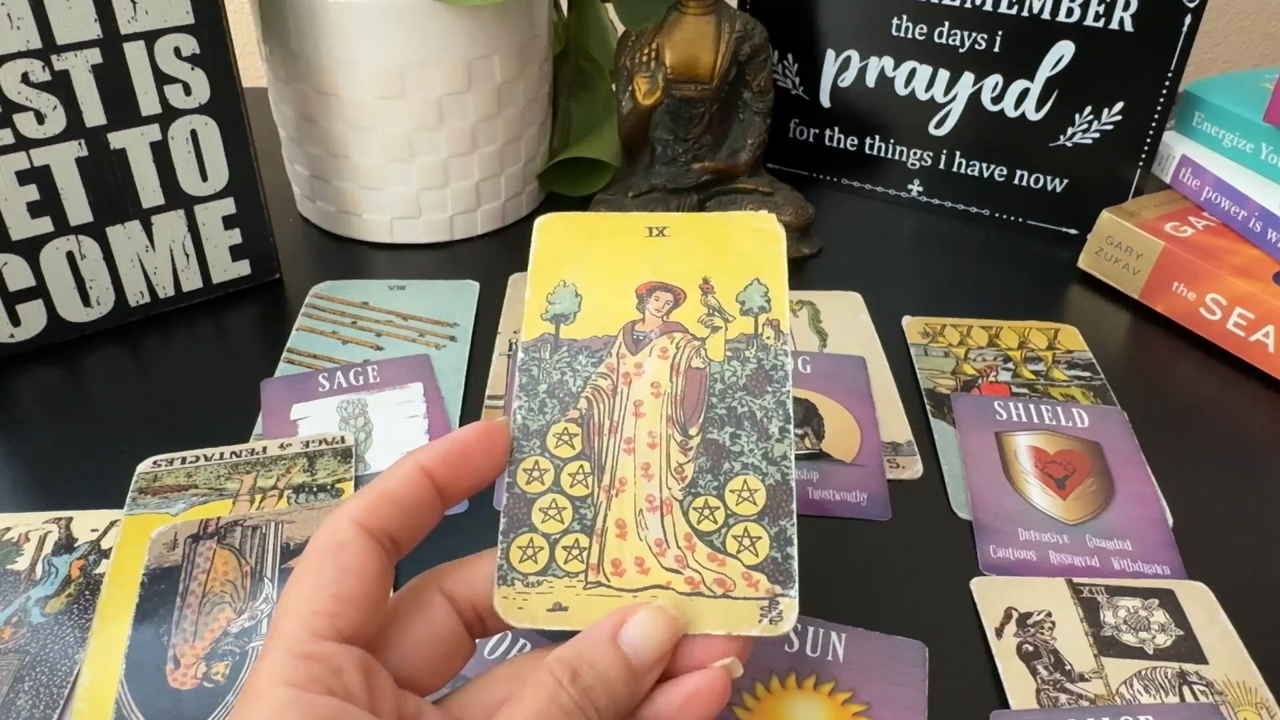 EST IS
ET TO
COME
REMEMBER
the days i
prayed
for the things i have now
Energize
the power is
GARY
ZUKAV
the SEA
IX
VIII
SAGE
PAGE of PENTACLES
Trustworthy
SHIELD
Defensive Guarded
Cautious Reserved Withdrawn
XIII
SUN